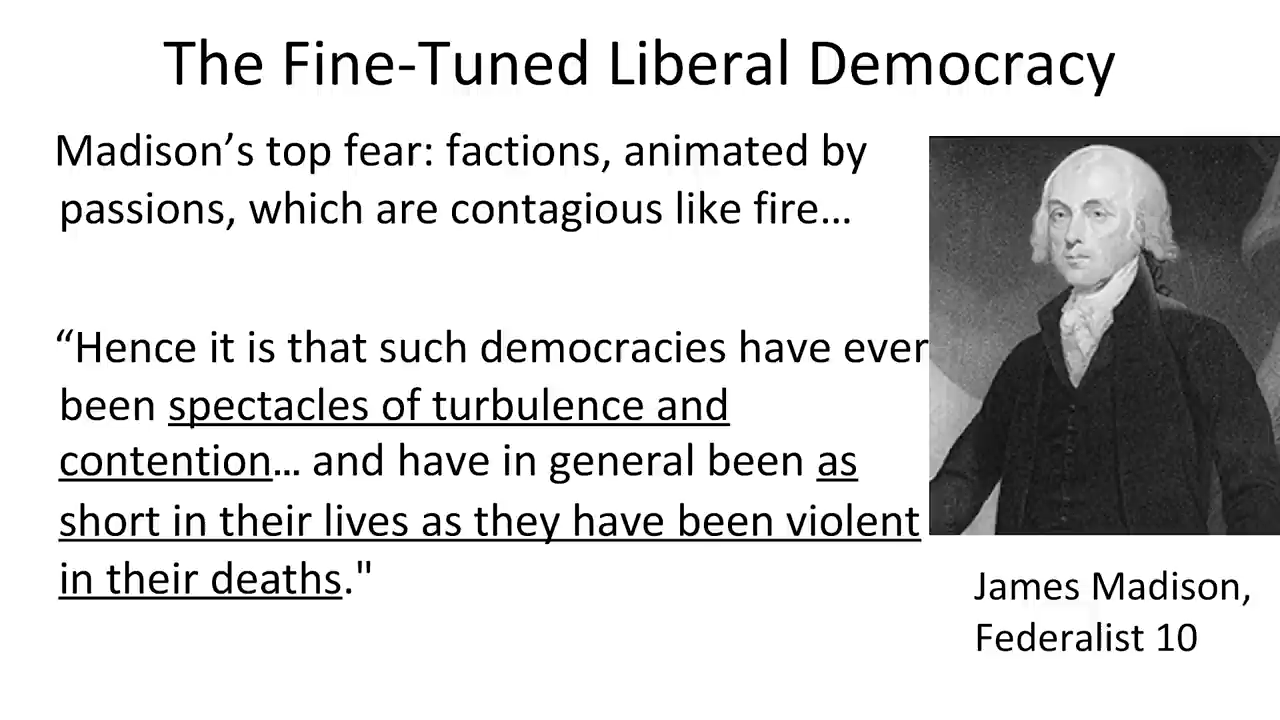 The Fine-Tuned Liberal Democracy
Madison’s top fear: factions, animated by
passions, which are contagious like fire…
“Hence it is that such democracies have ever
been spectacles of turbulence and
contention… and have in general been as
short in their lives as they have been violent
in their deaths."
James Madison,
Federalist 10